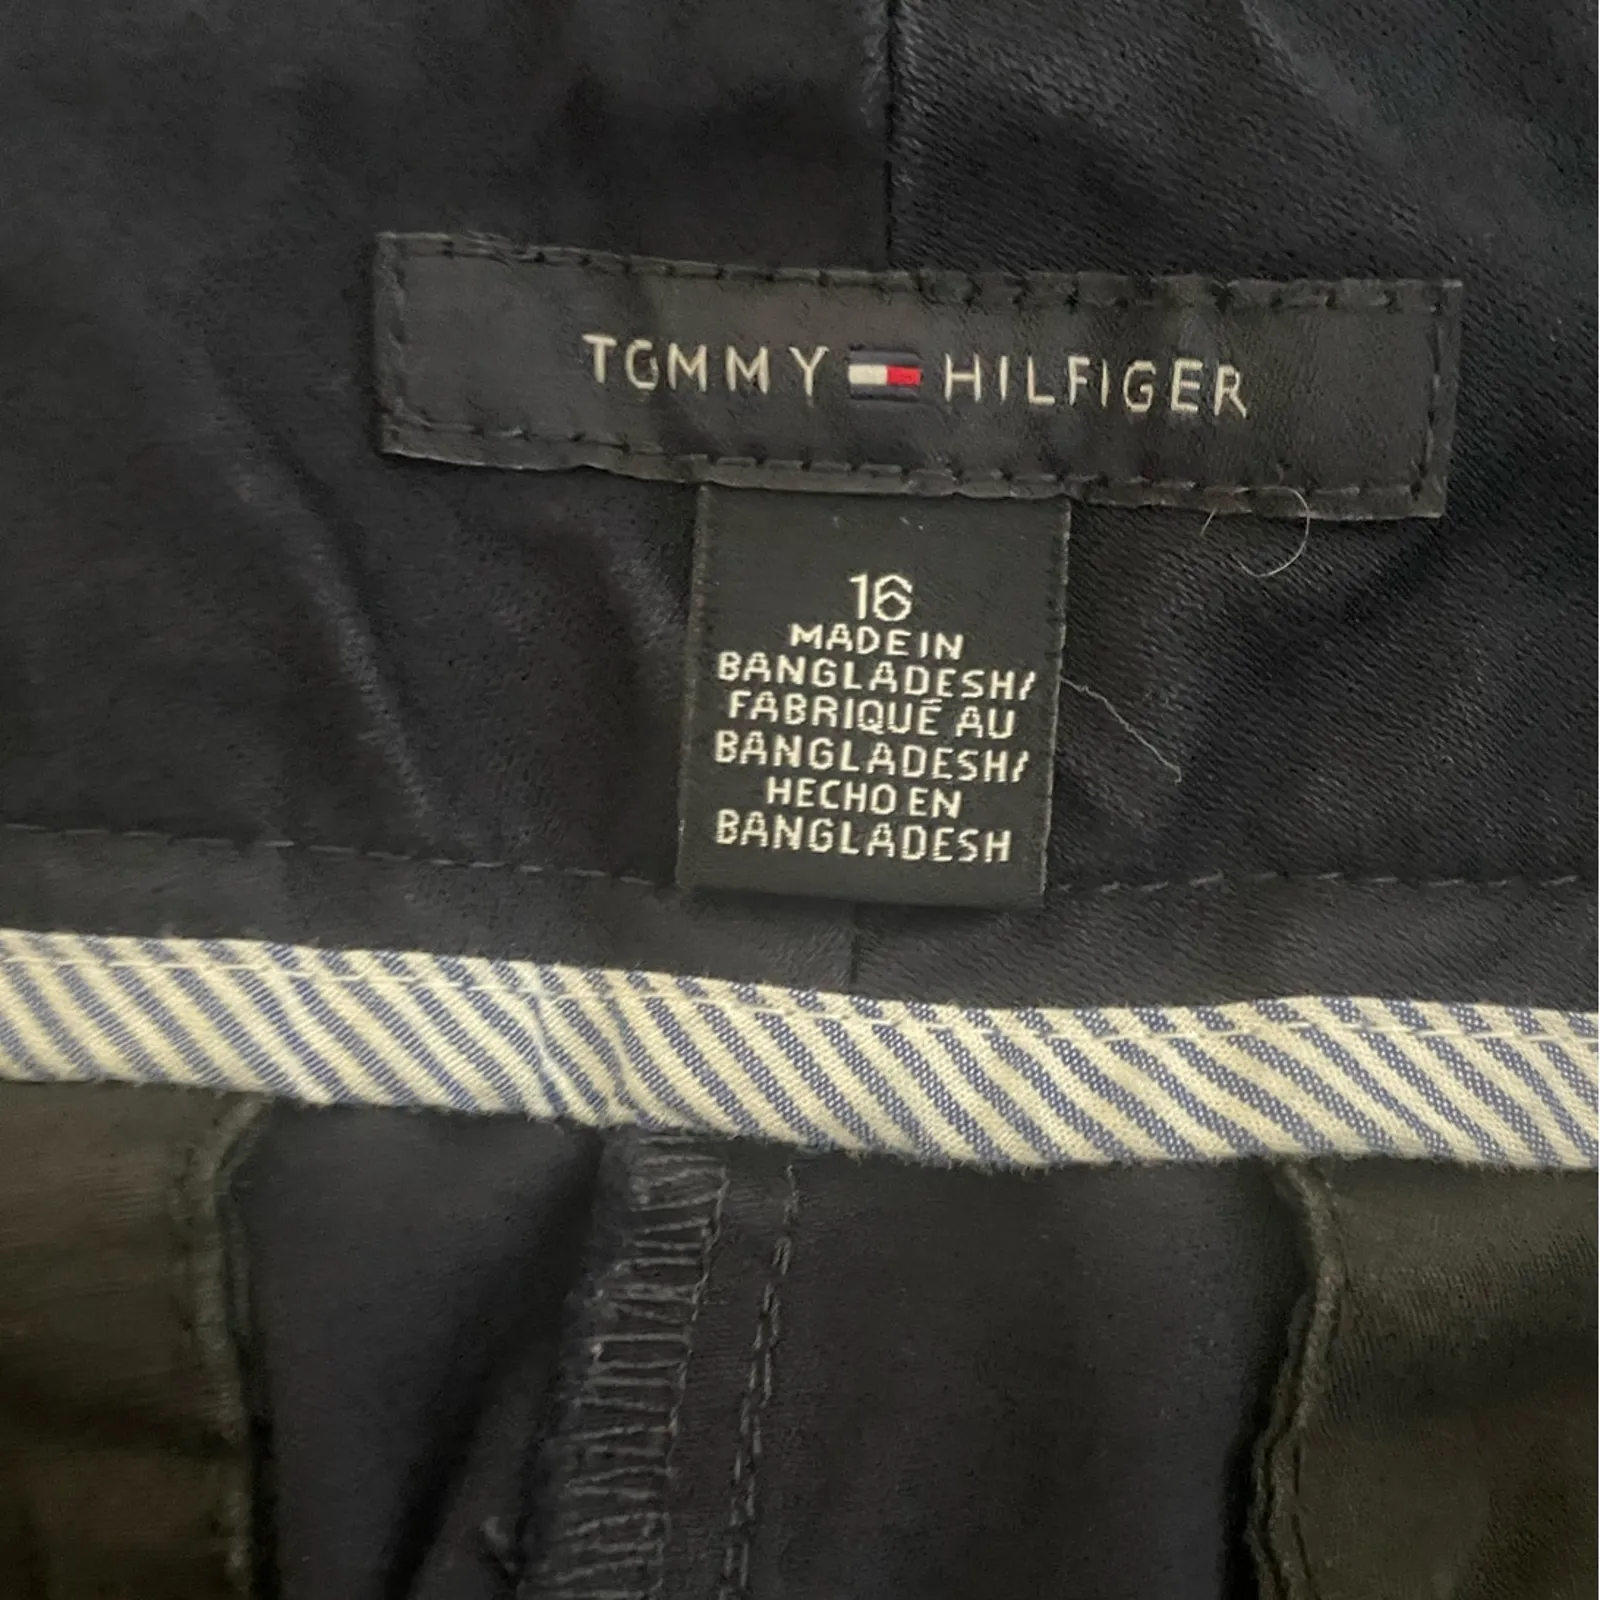 TOMMY HILFIGER
16
MADE IN
BANGLADESH/
FABRIQUÉ AU
BANGLADESH/
HECHO EN
BANGLADESH